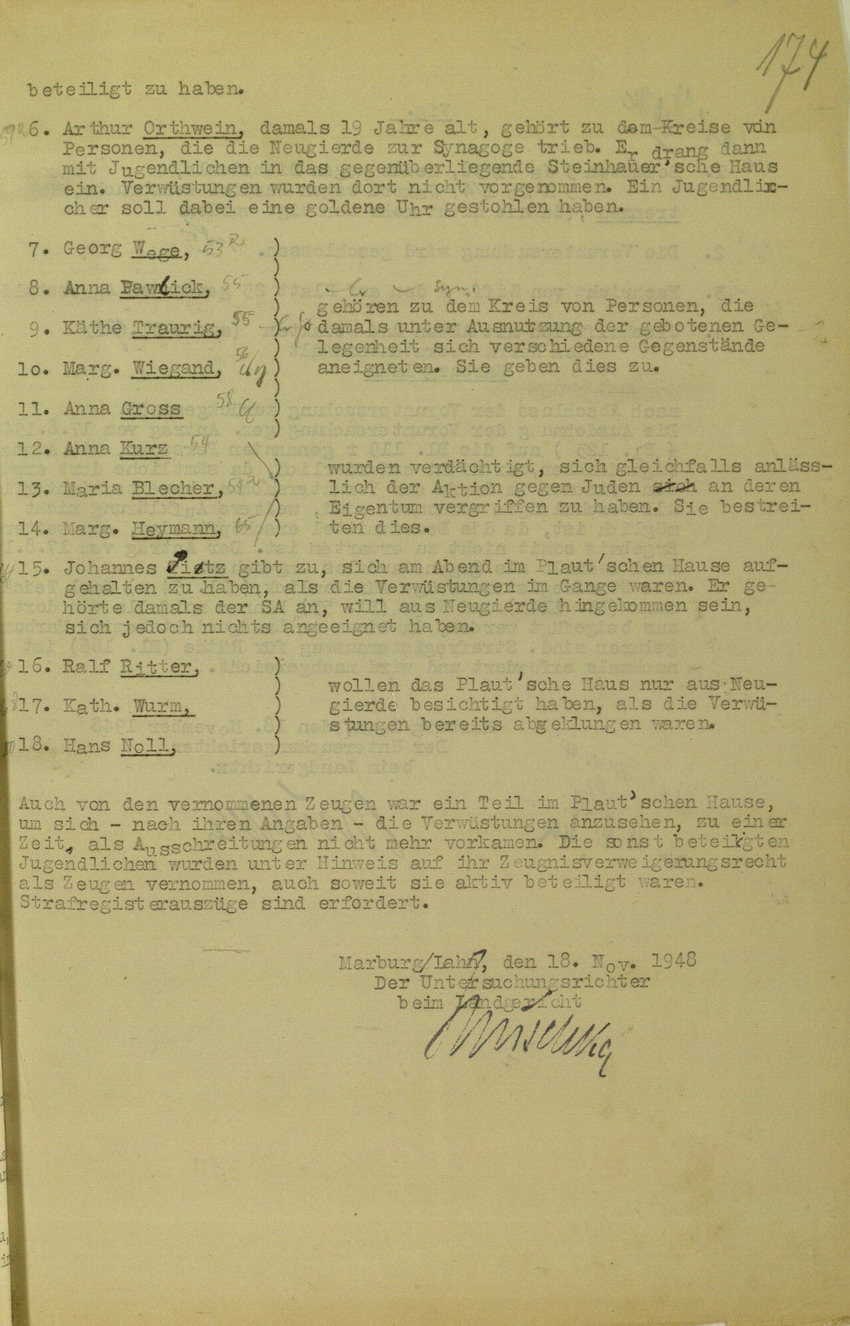 174
beteiligt zu haben.
6. Arthur Orthwein, damals 19 Jahre alt, gehört zu dem Kreise von
Personen, die die Neugierde zur Synagoge trieb. Er drang dann
mit Jugendlichen in das gegenüberliegende Steinhauer'sche Haus
ein. Verwüstungen wurden dort nicht vorgenommen. Ein Jugendli-
cher soll dabei eine goldene Uhr gestohlen haben.
7. Georg Wege, 53 )
8. Anna Pawlick, 55 )
Syn.
gehören zu dem Kreis von Personen, die
9. Käthe Traurig, 55 ) damals unter Ausnutzung der gebotenen Ge-
legenheit sich verschiedene Gegenstände
10. Marg. Wiegand, 56 ) aneigneten. Sie geben dies zu.
11. Anna Gross 58 )
12. Anna Kurz 54
wurden verdächtigt, sich gleichfalls anläss-
13. Maria Blecher, ) lich der Aktion gegen Juden sich an deren
Eigentum vergriffen zu haben. Sie bestrei-
14. Marg. Heymann, 65 ) ten dies.
15. Johannes Pietz gibt zu, sich am Abend im Plaut'schen Hause auf-
gehalten zu haben, als die Verwüstungen im Gange waren. Er ge-
hörte damals der SA an, will aus Neugierde hingekommen sein,
sich jedoch nichts angeeignet haben.
16. Ralf Ritter, )
wollen das Plaut'sche Haus nur aus Neu-
17. Kath. Wurm, ) gierde besichtigt haben, als die Verwü-
stungen bereits abgeklungen waren.
18. Hans Noll, )
Auch von den vernommenen Zeugen war ein Teil im Plaut'schen Hause,
um sich - nach ihren Angaben - die Verwüstungen anzusehen, zu einer
Zeit, als Ausschreitungen nicht mehr vorkamen. Die sonst beteiligten
Jugendlichen wurden unter Hinweis auf ihr Zeugnisverweigerungsrecht
als Zeugen vernommen, auch soweit sie aktiv beteiligt waren.
Strafregisterauszüge sind erfordert.
Marburg/Lahn, den 18. Nov. 1948
Der Untersuchungsrichter
beim Landgericht